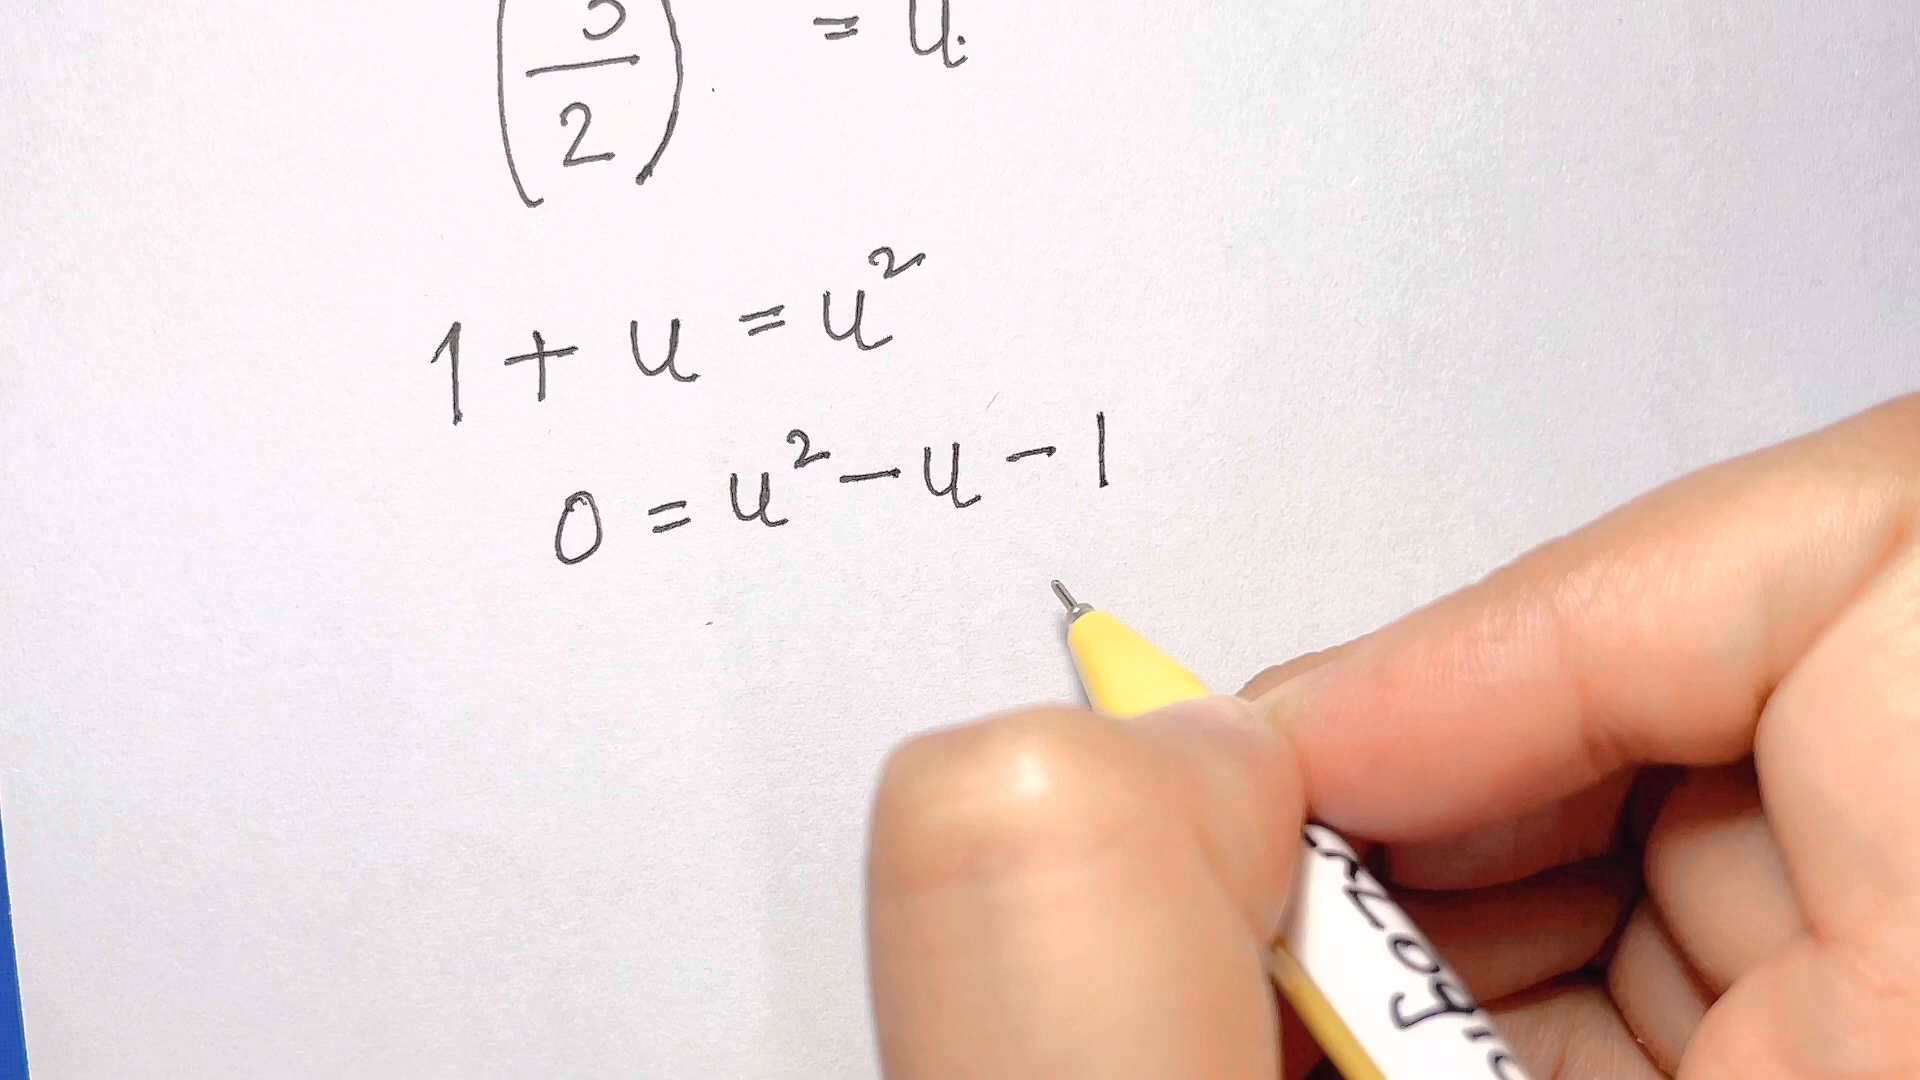 (3/2) = u.
1 + u = u²
0 = u² - u - 1